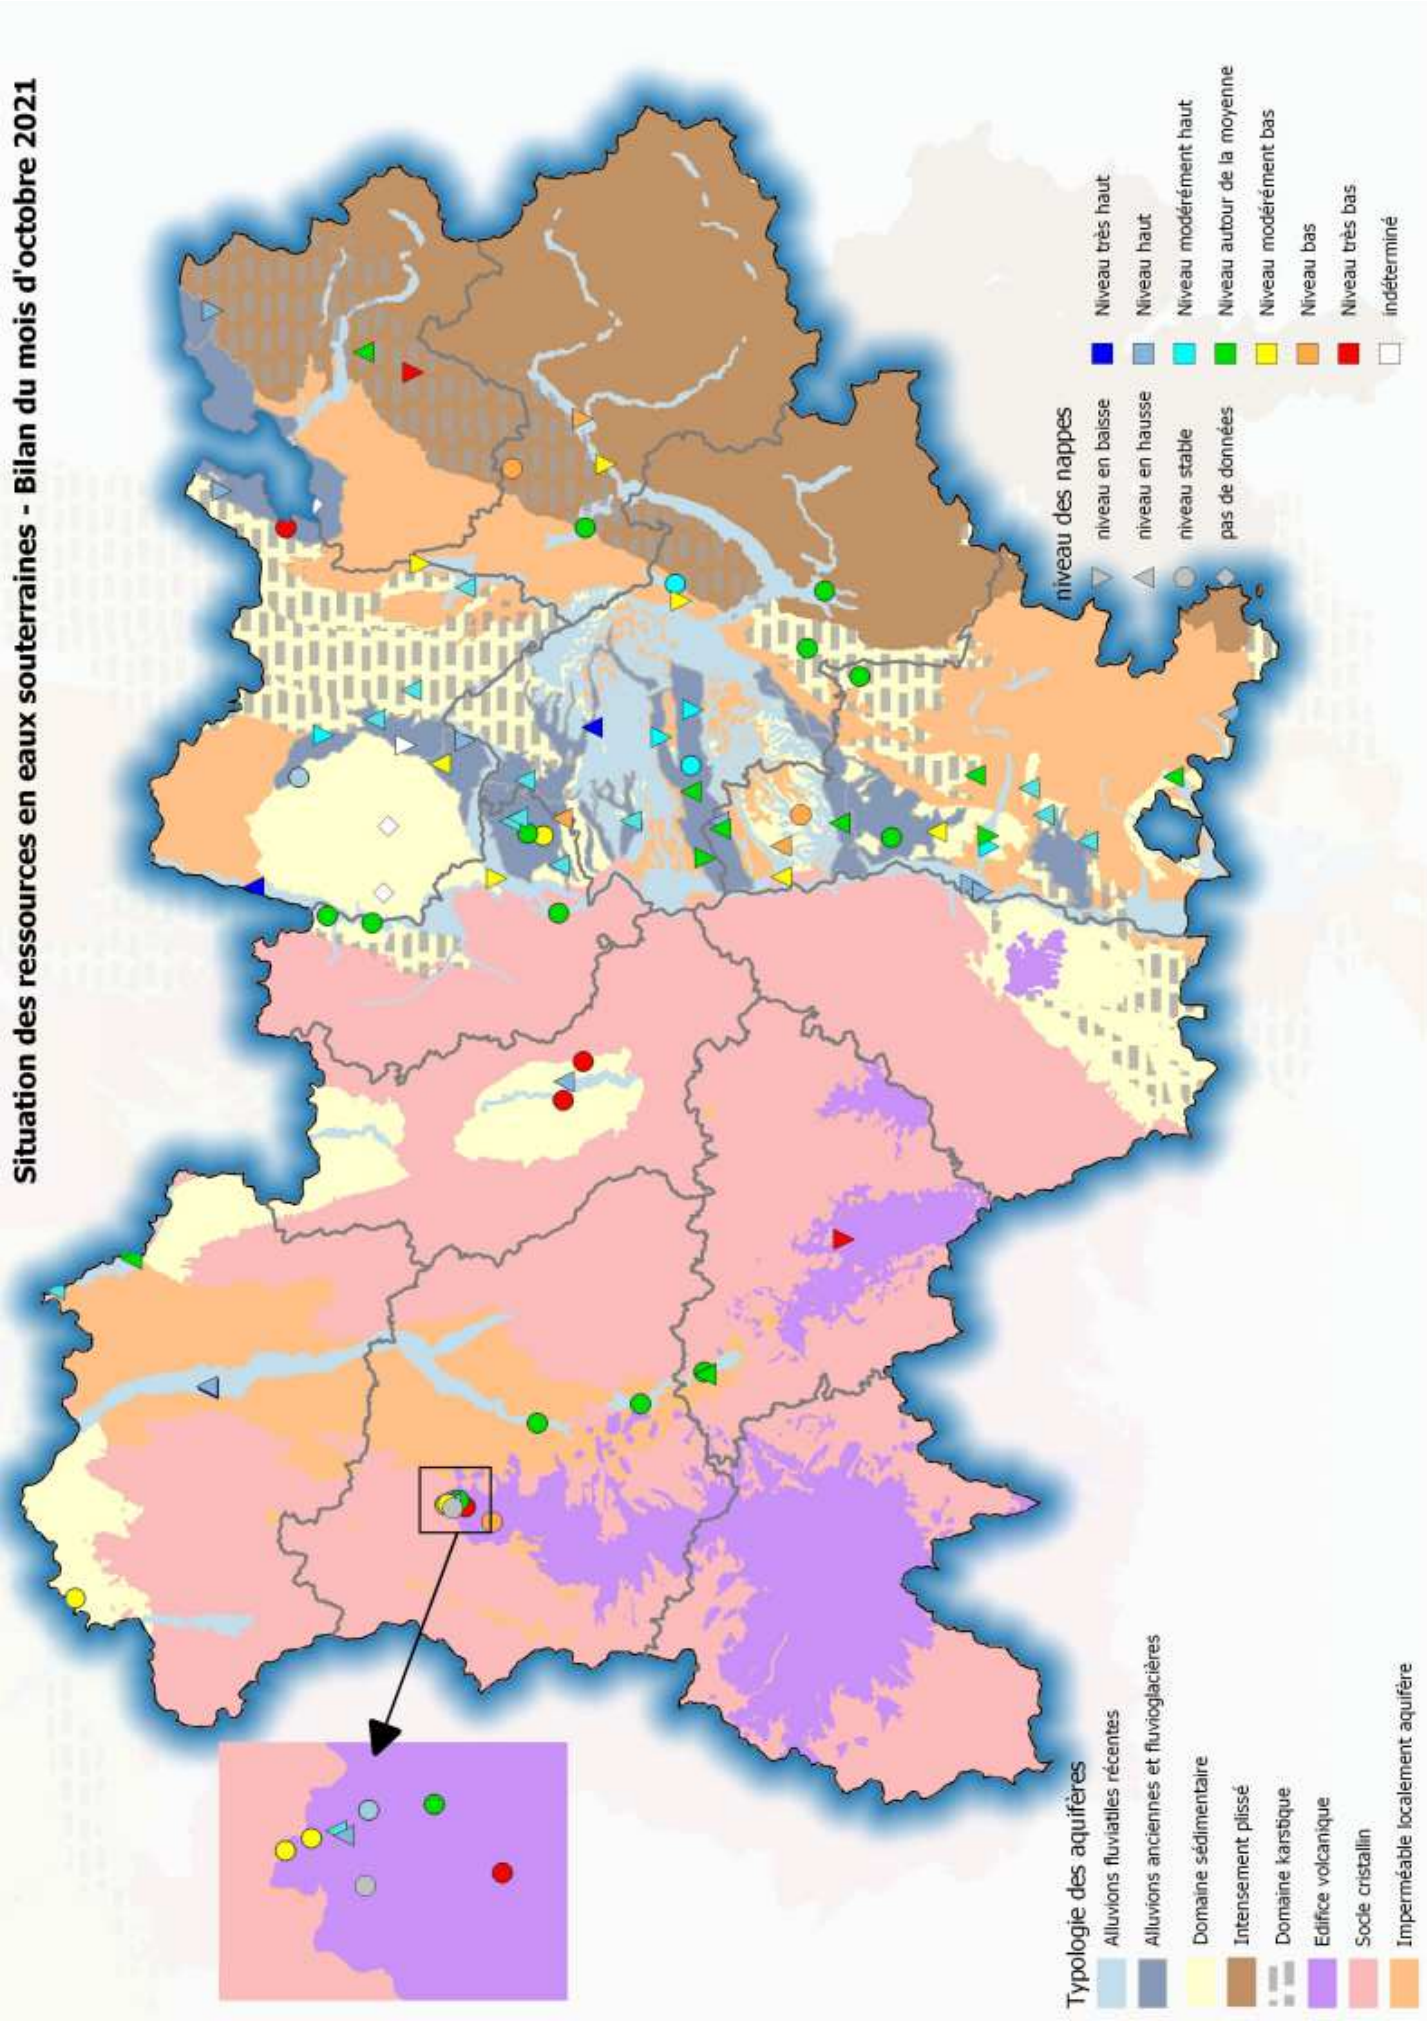 Situation des ressources en eaux souterraines - Bilan du mois d'octobre 2021
Typologie des aquifères
Alluvions fluviatiles récentes
Alluvions anciennes et fluvioglacières
Domaine sédimentaire
Intensement plissé
Domaine karstique
Edifice volcanique
Socle cristallin
Imperméable localement aquifère
niveau des nappes
niveau en baisse
niveau en hausse
niveau stable
pas de données
Niveau très haut
Niveau haut
Niveau modérément haut
Niveau autour de la moyenne
Niveau modérément bas
Niveau bas
Niveau très bas
indéterminé